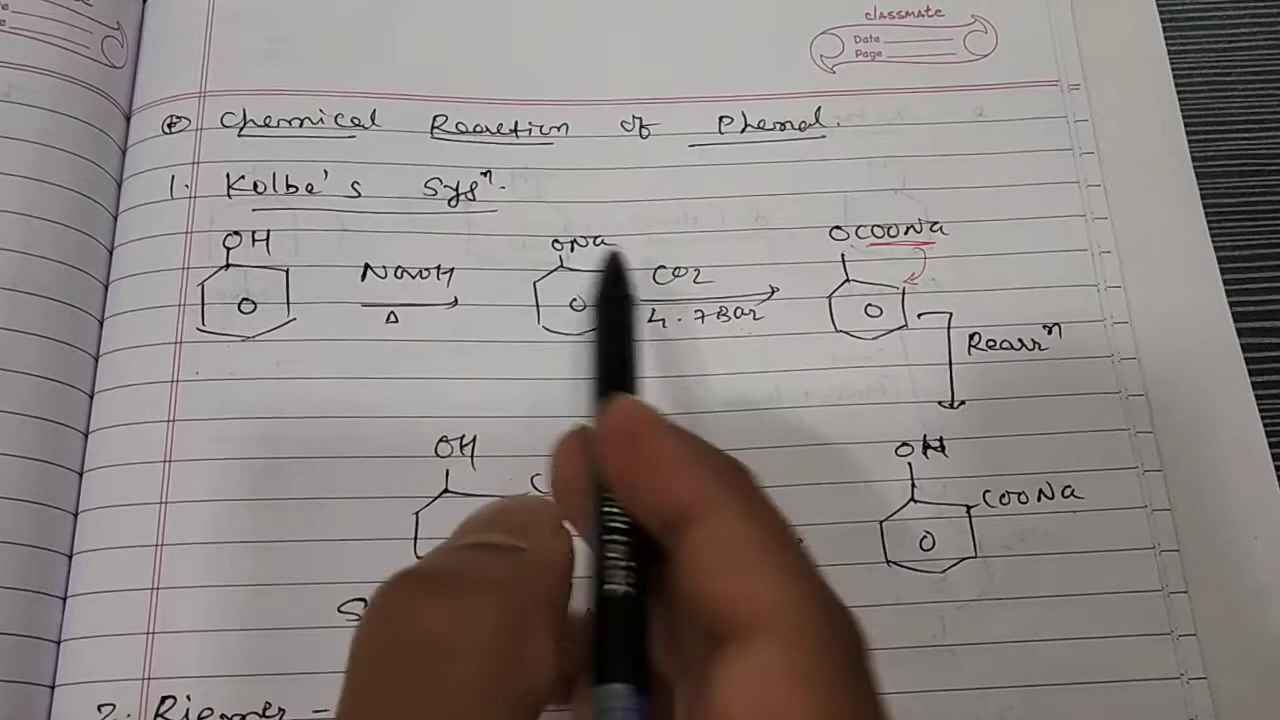 classmate
Date
Page
Chemical Reaction of Phenol.
1. Kolbe's Sysⁿ.
OH
NaOH
Δ
ONa
CO2
4.7Bar
OCOONa
Rearrⁿ
OH
OH
COONa
2. Riemer -